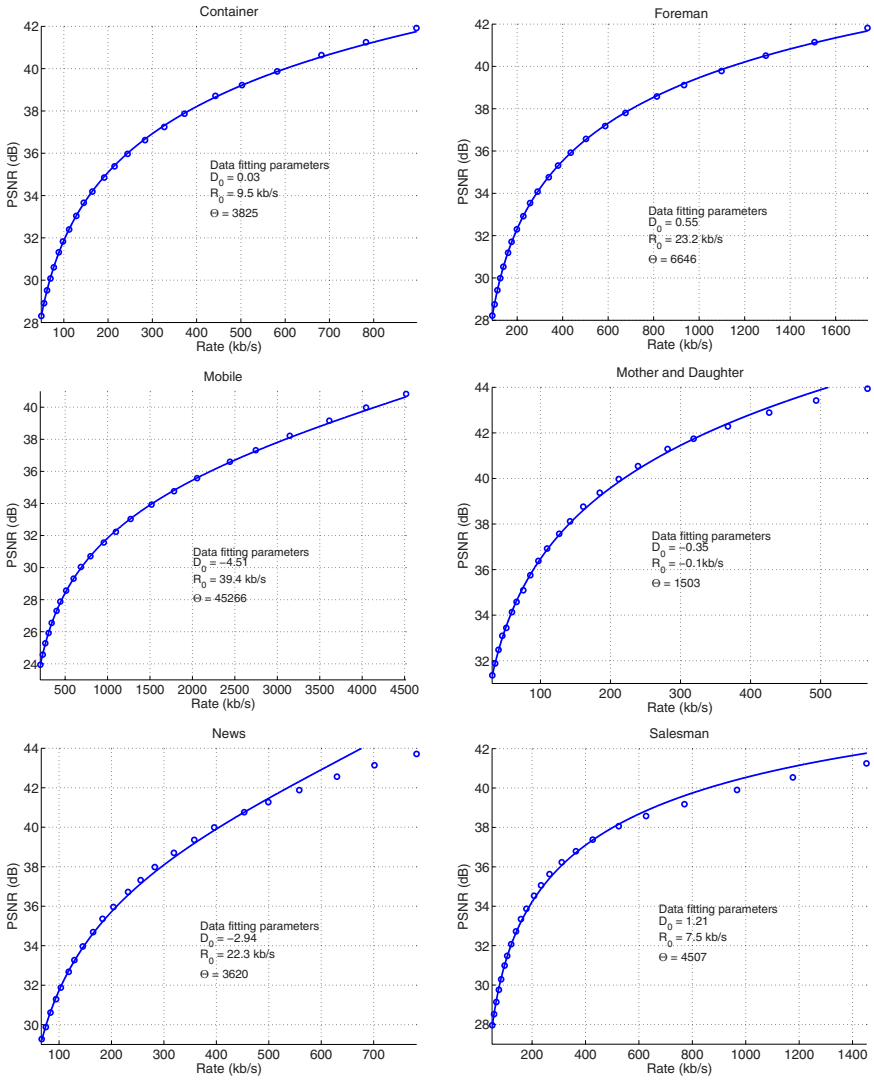 Container
42
40
38
36
34
32
30
28
PSNR (dB)
Data fitting parameters
D0 = 0.03
R0 = 9.5 kb/s
Θ = 3825
100 200 300 400 500 600 700 800
Rate (kb/s)
Foreman
42
40
38
36
34
32
30
28
PSNR (dB)
Data fitting parameters
D0 = 0.55
R0 = 23.2 kb/s
Θ = 6646
200 400 600 800 1000 1200 1400 1600
Rate (kb/s)
Mobile
40
38
36
34
32
30
28
26
24
PSNR (dB)
Data fitting parameters
D0 = −4.51
R0 = 39.4 kb/s
Θ = 45266
500 1000 1500 2000 2500 3000 3500 4000 4500
Rate (kb/s)
Mother and Daughter
44
42
40
38
36
34
32
PSNR (dB)
Data fitting parameters
D0 = −0.35
R0 = −0.1kb/s
Θ = 1503
100 200 300 400 500
Rate (kb/s)
News
44
42
40
38
36
34
32
30
PSNR (dB)
Data fitting parameters
D0 = −2.94
R0 = 22.3 kb/s
Θ = 3620
100 200 300 400 500 600 700
Rate (kb/s)
Salesman
42
40
38
36
34
32
30
28
PSNR (dB)
Data fitting parameters
D0 = 1.21
R0 = 7.5 kb/s
Θ = 4507
200 400 600 800 1000 1200 1400
Rate (kb/s)